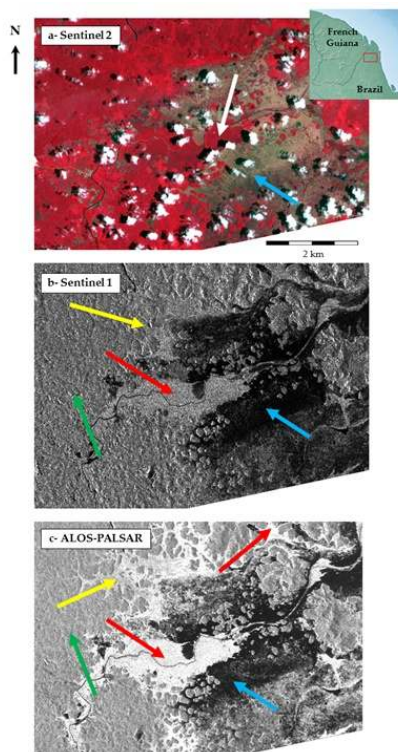 N
a- Sentinel 2
French
Guiana
Brazil
2 km
b- Sentinel 1
c- ALOS-PALSAR